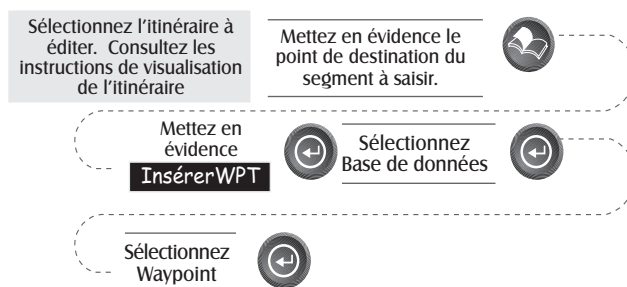 Sélectionnez l'itinéraire à
éditer. Consultez les
instructions de visualisation
de l'itinéraire
Mettez en évidence le
point de destination du
segment à saisir.
Mettez en
évidence
InsérerWPT
Sélectionnez
Base de données
Sélectionnez
Waypoint